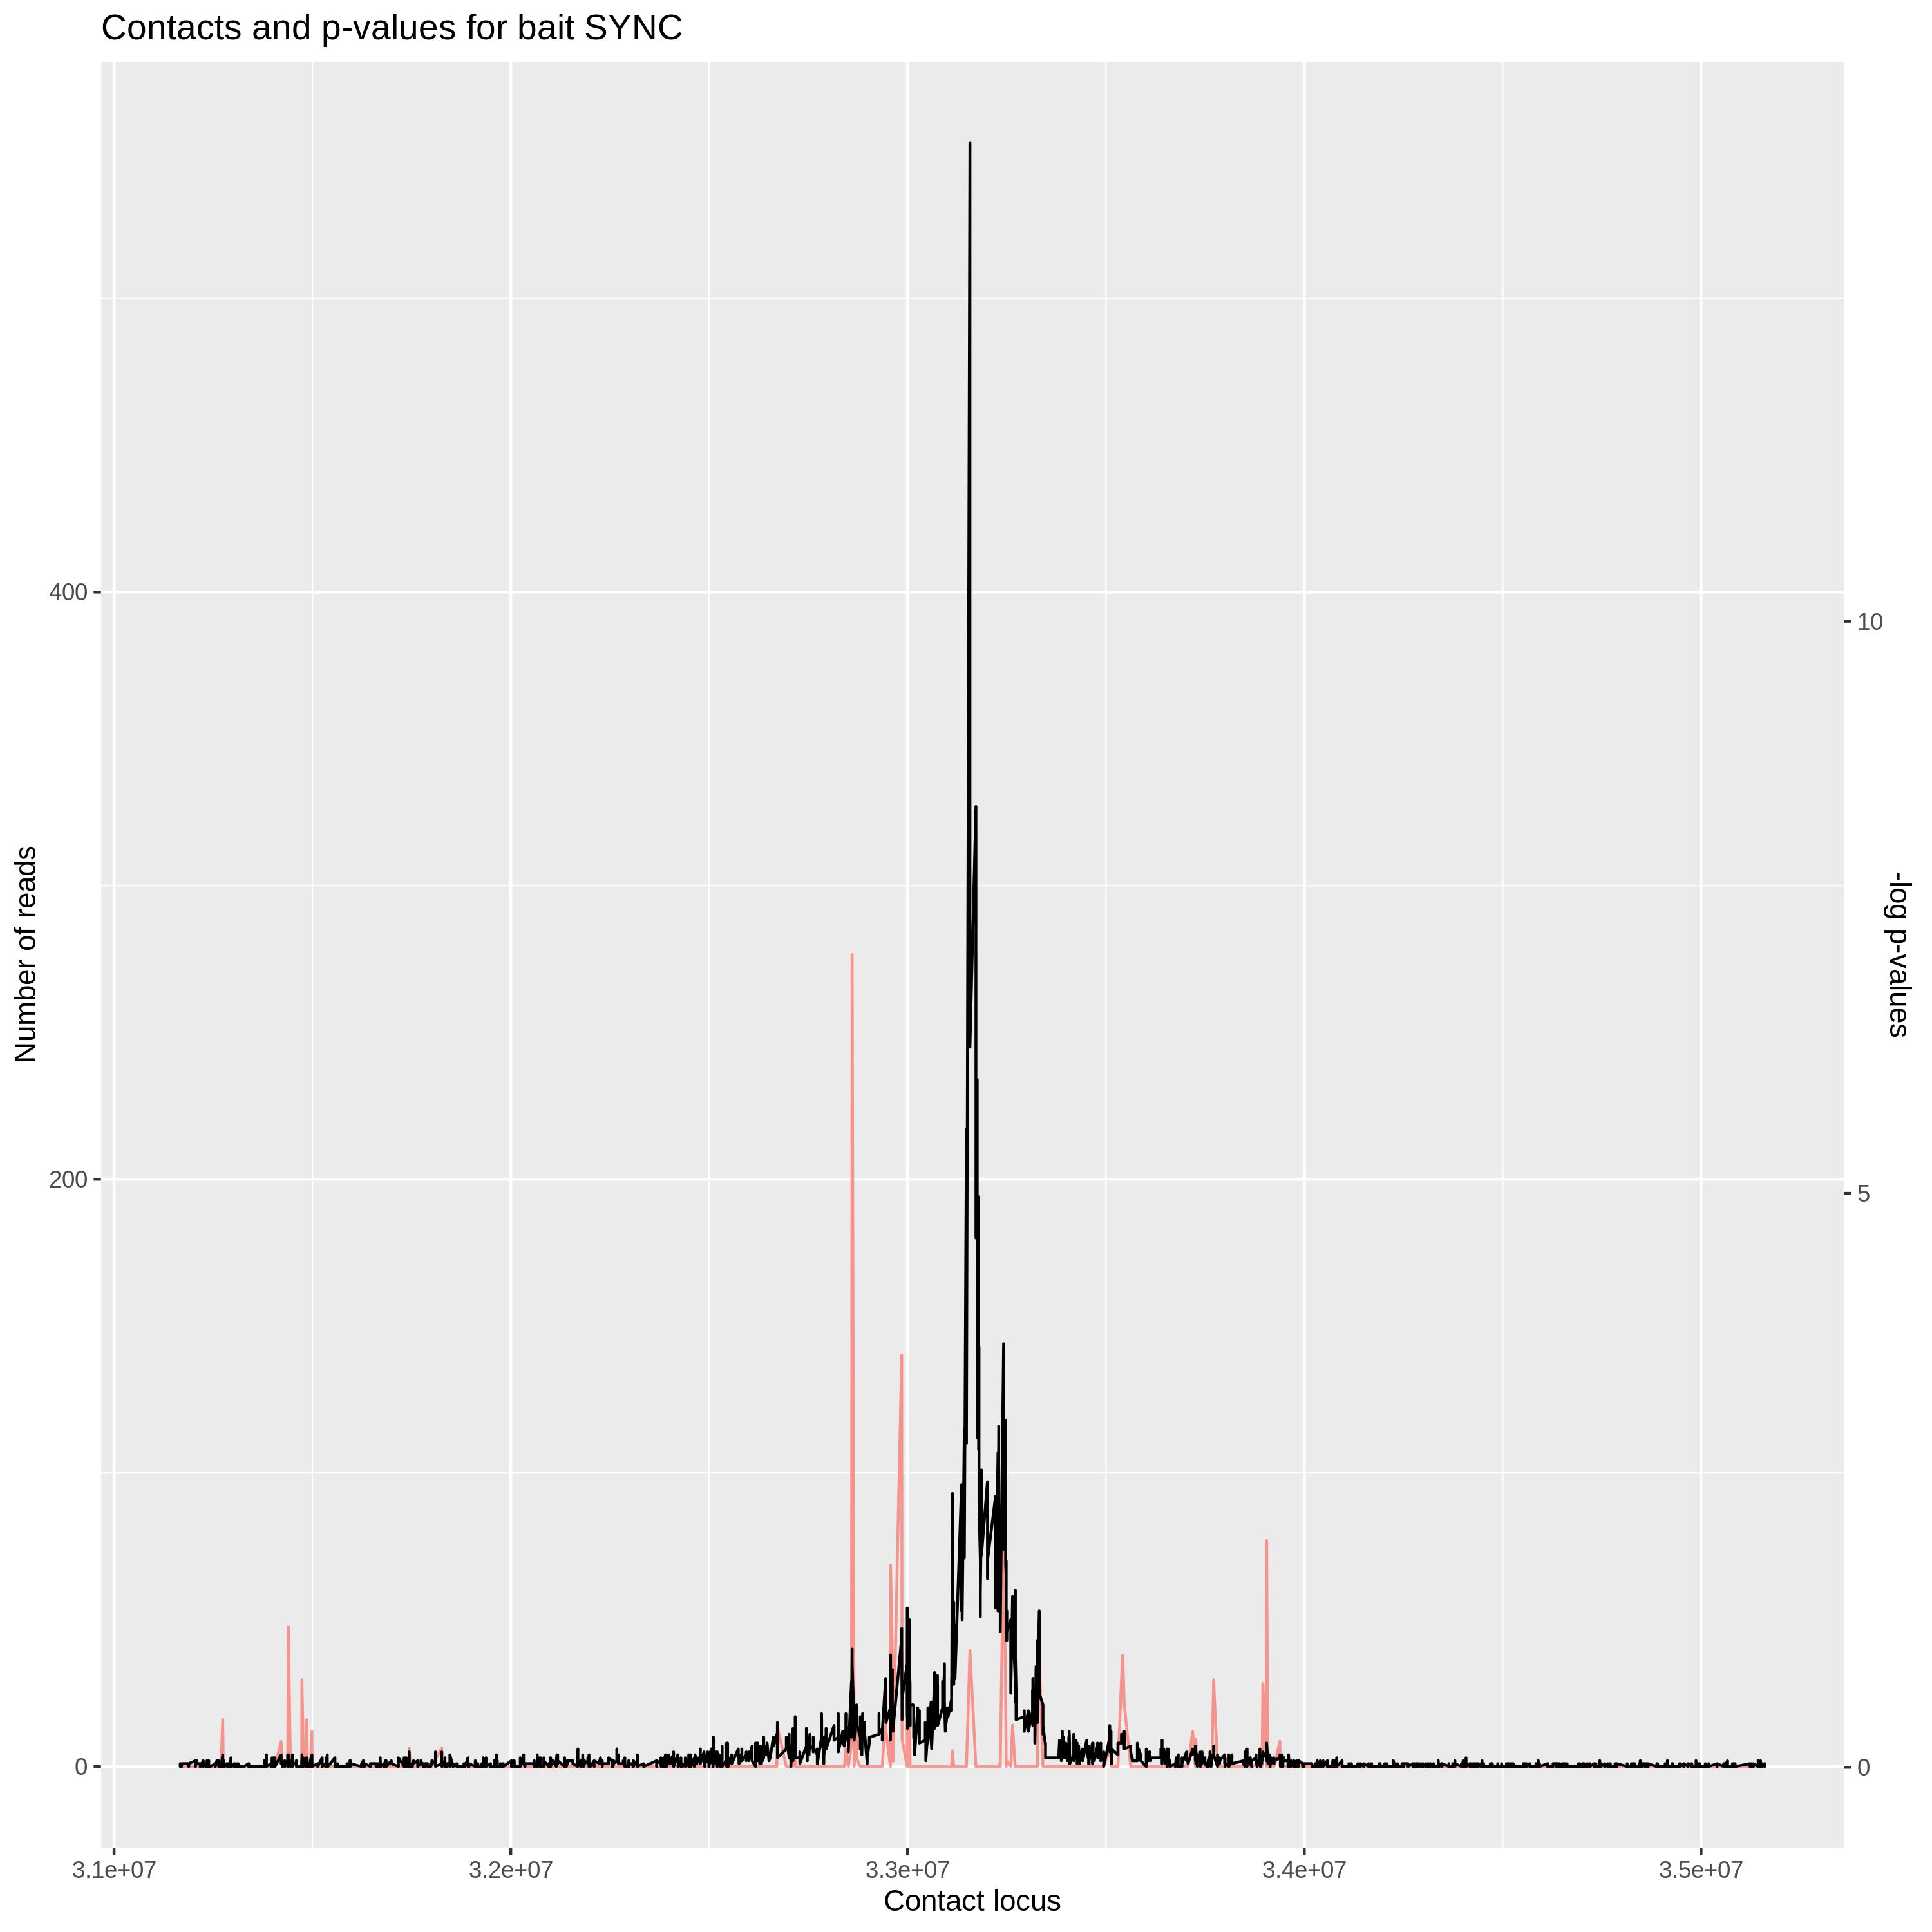 Contacts and p-values for bait SYNC
Number of reads
400
200
0
10
5
0
-log p-values
3.1e+07
3.2e+07
3.3e+07
3.4e+07
3.5e+07
Contact locus